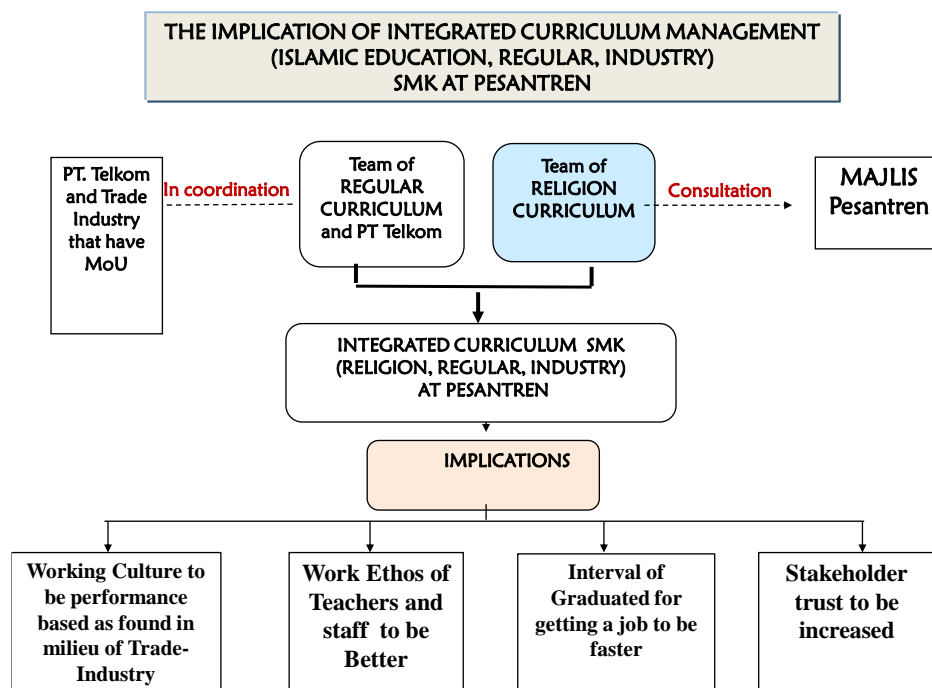 THE IMPLICATION OF INTEGRATED CURRICULUM MANAGEMENT
(ISLAMIC EDUCATION, REGULAR, INDUSTRY)
SMK AT PESANTREN
PT. Telkom
and Trade
Industry
that have
MoU
In coordination
Team of
REGULAR
CURRICULUM
and PT Telkom
Team of
RELIGION
CURRICULUM
Consultation
MAJLIS
Pesantren
INTEGRATED CURRICULUM SMK
(RELIGION, REGULAR, INDUSTRY)
AT PESANTREN
IMPLICATIONS
Working Culture to
be performance
based as found in
milieu of Trade-
Industry
Work Ethos of
Teachers and
staff to be
Better
Interval of
Graduated for
getting a job to be
faster
Stakeholder
trust to be
increased